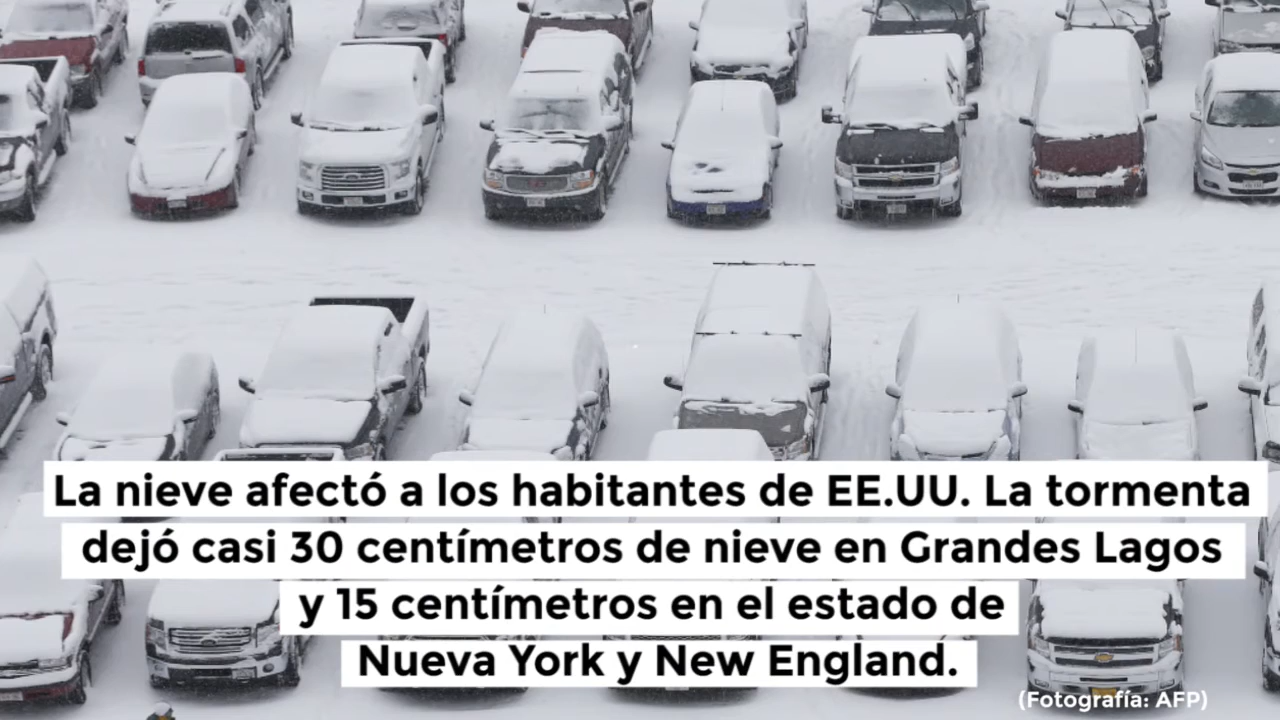 La nieve afectó a los habitantes de EE.UU. La tormenta
dejó casi 30 centímetros de nieve en Grandes Lagos
y 15 centímetros en el estado de
Nueva York y New England.
(Fotografía: AFP)